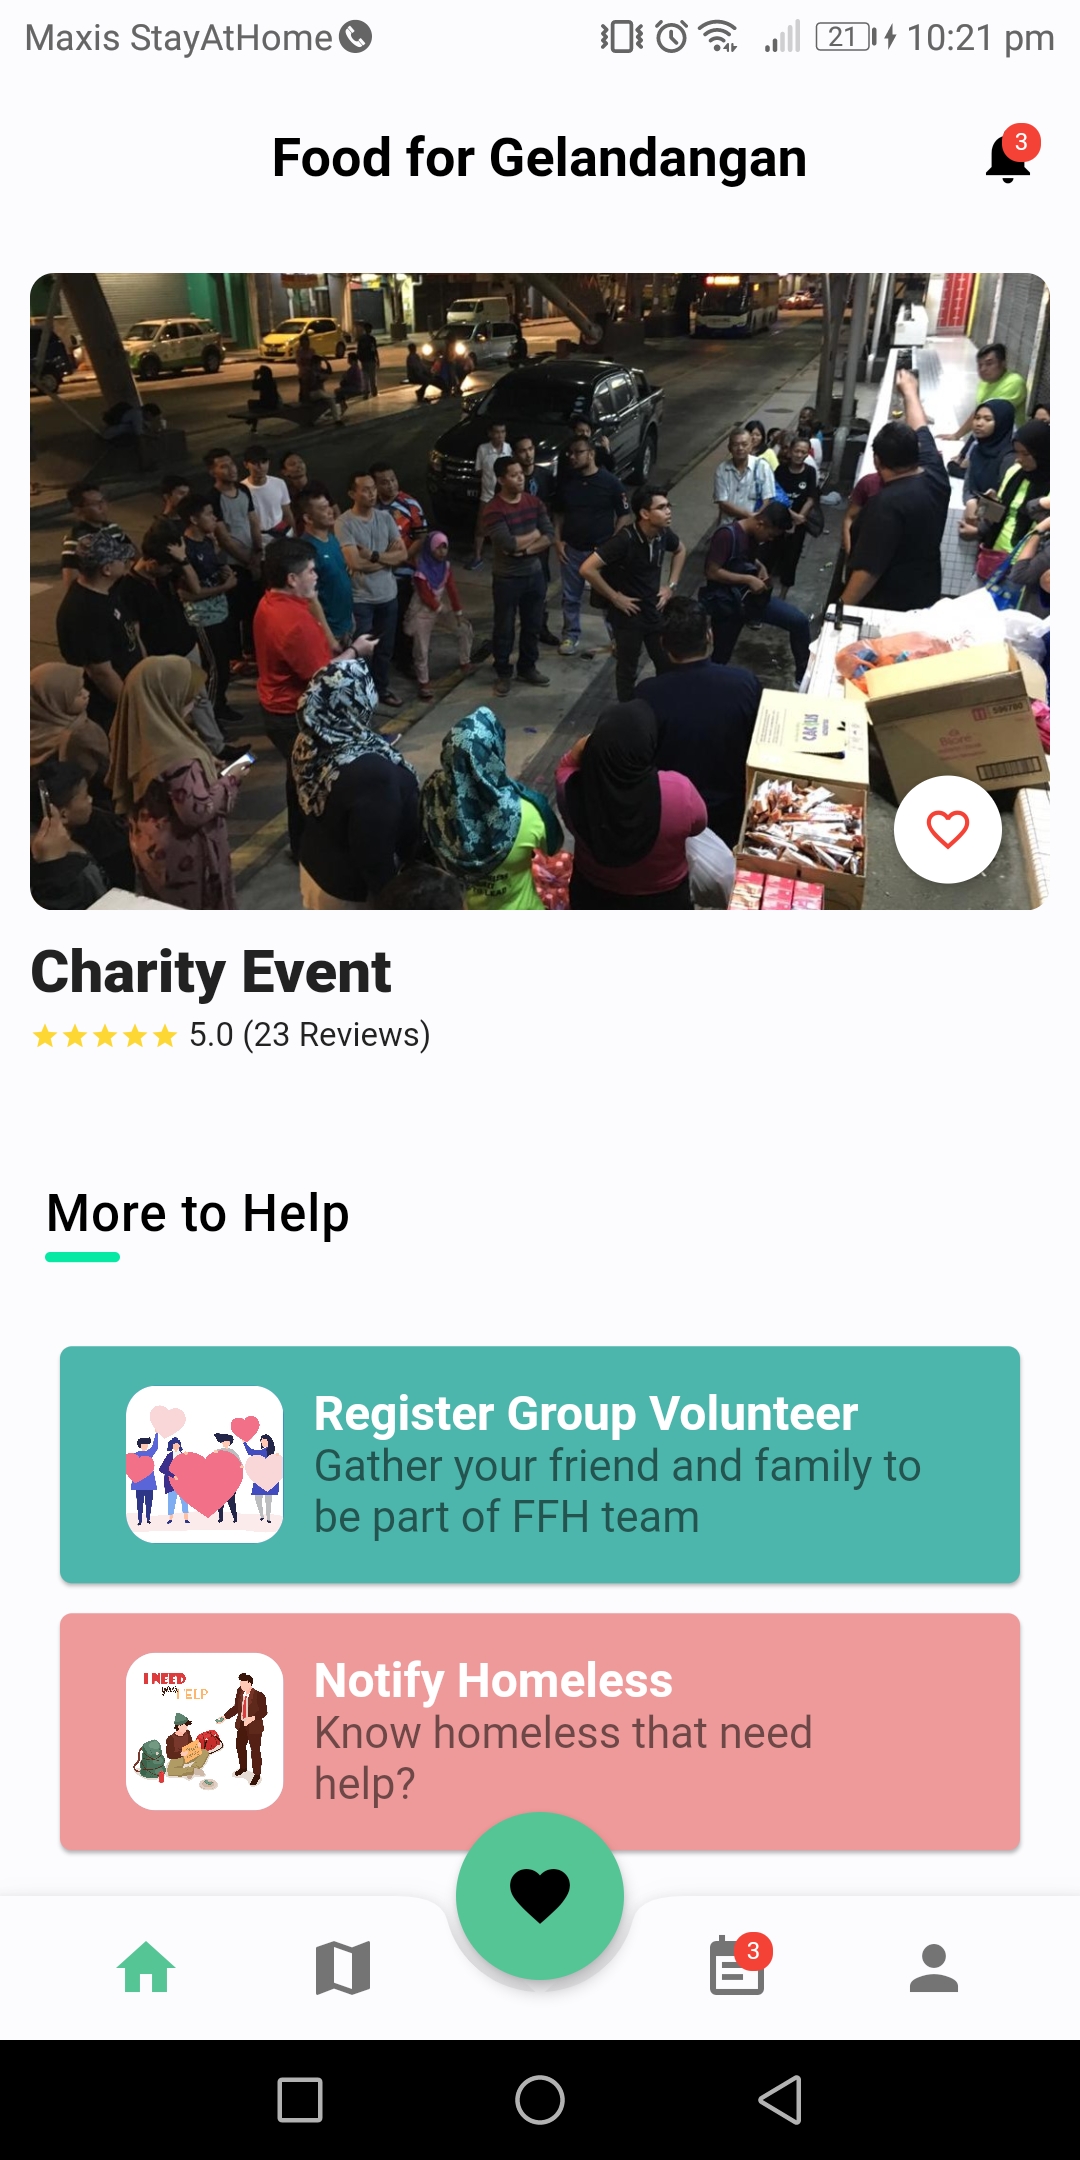 Maxis StayAtHome
21
10:21 pm
Food for Gelandangan
3
Charity Event
5.0 (23 Reviews)
More to Help
Register Group Volunteer
Gather your friend and family to
be part of FFH team
I NEED
Notify Homeless
Know homeless that need
help?
3